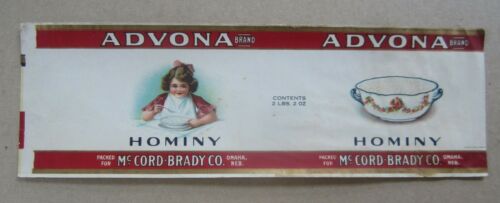 ADVONA BRAND
HOMINY
PACKED FOR McCORD-BRADY CO. OMAHA, NEB.
CONTENTS
2 LBS. 2 OZ
ADVONA BRAND
HOMINY
PACKED FOR McCORD-BRADY CO. OMAHA, NEB.